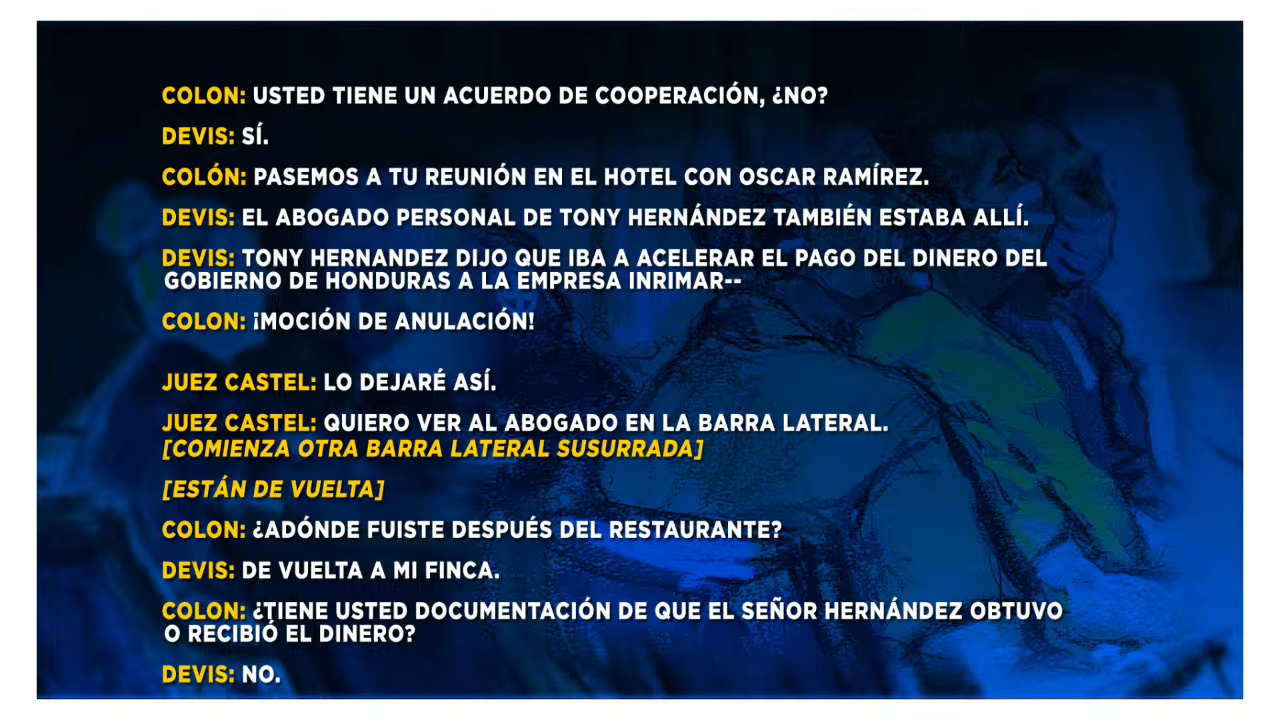 COLON: USTED TIENE UN ACUERDO DE COOPERACIÓN, ¿NO?
DEVIS: SÍ.
COLÓN: PASEMOS A TU REUNIÓN EN EL HOTEL CON OSCAR RAMÍREZ.
DEVIS: EL ABOGADO PERSONAL DE TONY HERNÁNDEZ TAMBIÉN ESTABA ALLÍ.
DEVIS: TONY HERNANDEZ DIJO QUE IBA A ACELERAR EL PAGO DEL DINERO DEL
GOBIERNO DE HONDURAS A LA EMPRESA INRIMAR--
COLON: ¡MOCIÓN DE ANULACIÓN!
JUEZ CASTEL: LO DEJARÉ ASÍ.
JUEZ CASTEL: QUIERO VER AL ABOGADO EN LA BARRA LATERAL.
[COMIENZA OTRA BARRA LATERAL SUSURRADA]
[ESTÁN DE VUELTA]
COLON: ¿ADÓNDE FUISTE DESPUÉS DEL RESTAURANTE?
DEVIS: DE VUELTA A MI FINCA.
COLON: ¿TIENE USTED DOCUMENTACIÓN DE QUE EL SEÑOR HERNÁNDEZ OBTUVO
O RECIBIÓ EL DINERO?
DEVIS: NO.